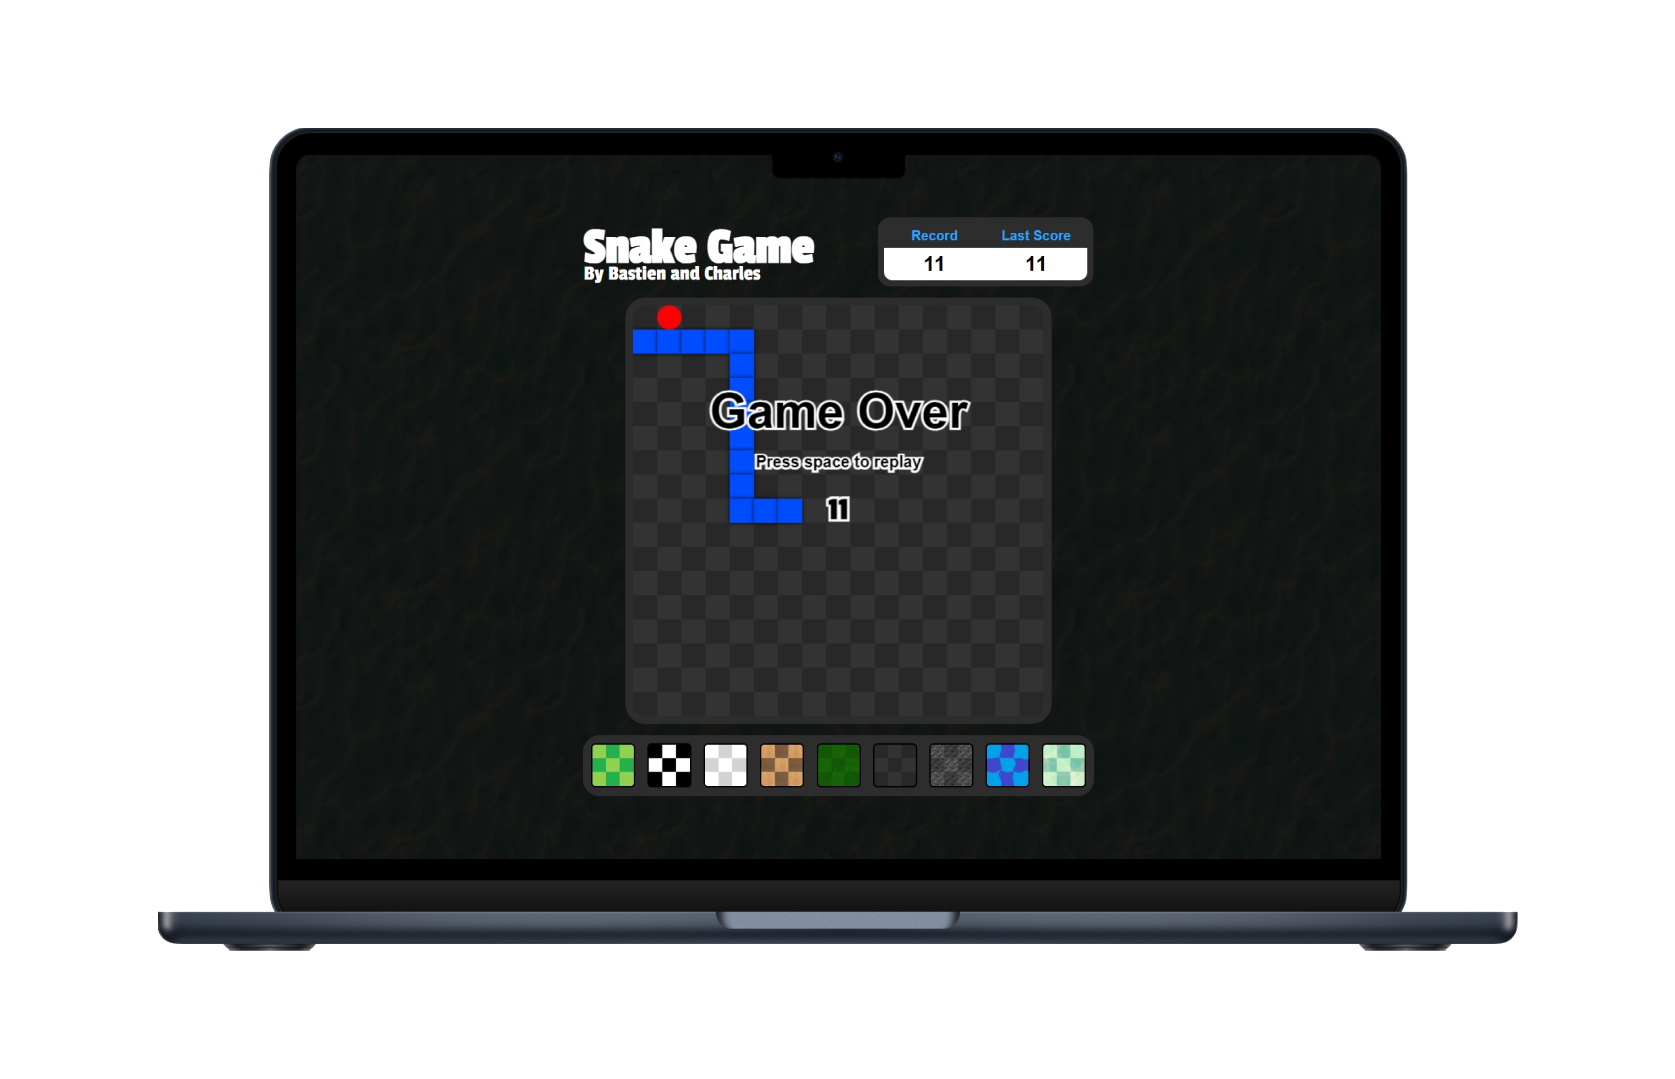 Snake Game
By Bastien and Charles
Record Last Score
11 11
Game Over
Press space to replay
11